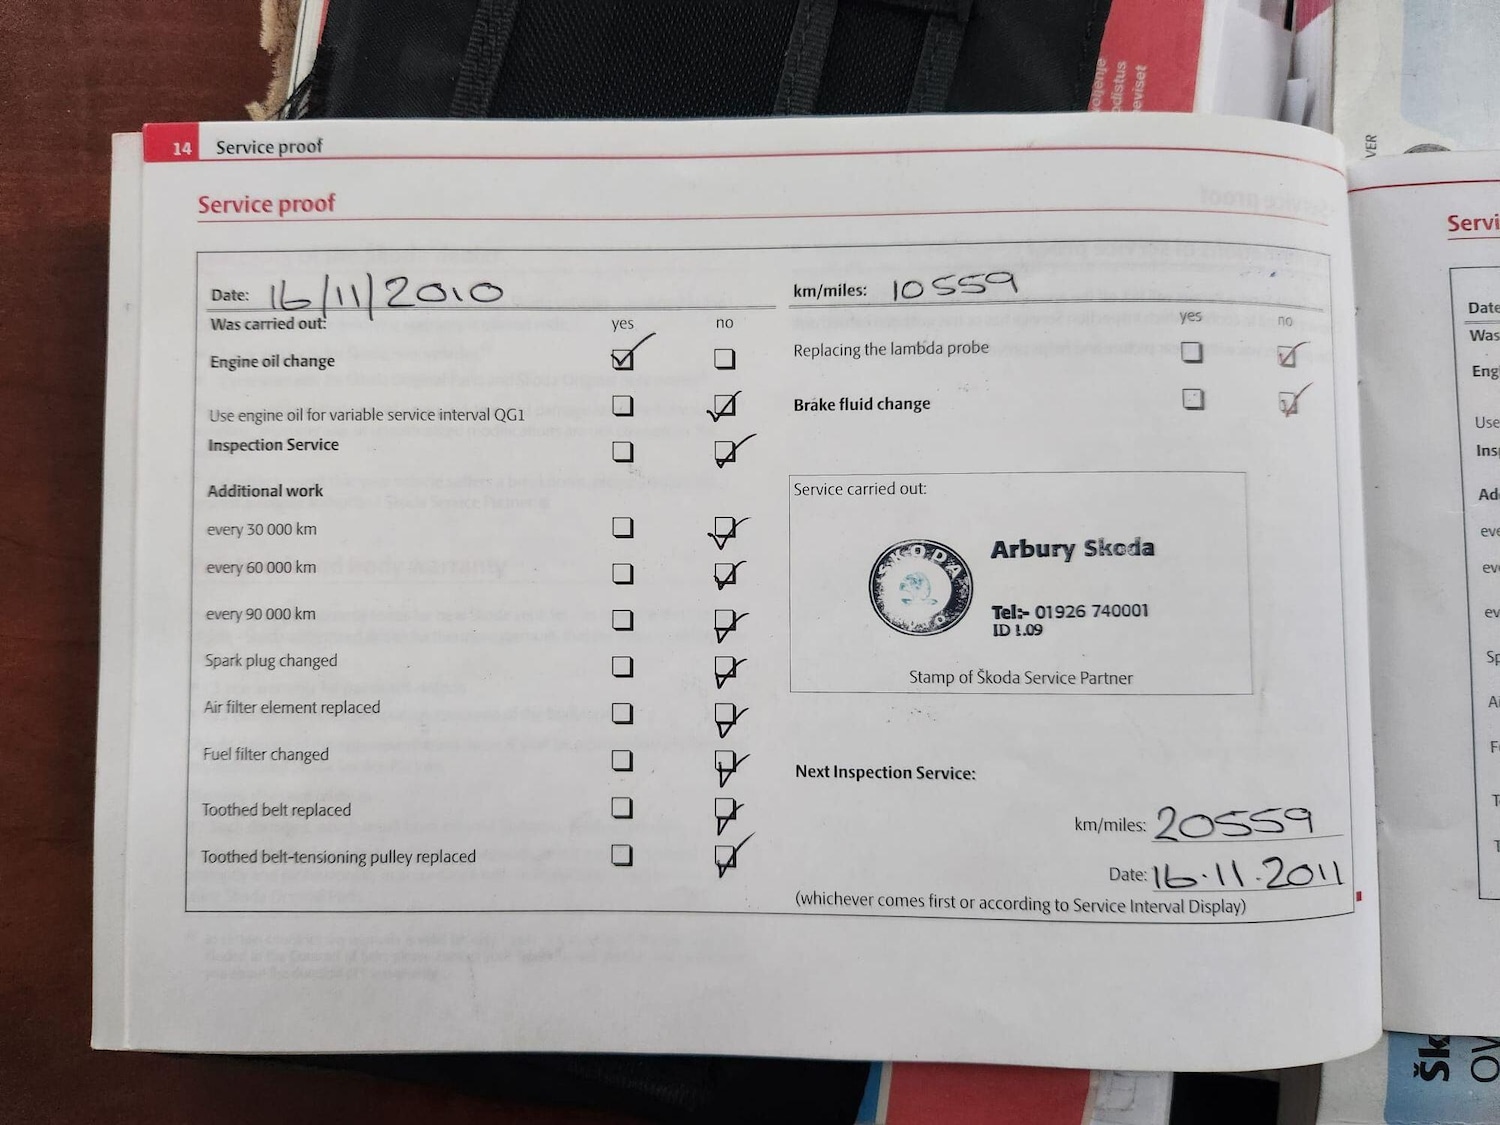 14 Service proof
Service proof
Date: 16/11/2010
km/miles: 10559
Was carried out: yes no
Engine oil change
Use engine oil for variable service interval QG1
Inspection Service
Additional work
every 30 000 km
every 60 000 km
every 90 000 km
Spark plug changed
Air filter element replaced
Fuel filter changed
Toothed belt replaced
Toothed belt-tensioning pulley replaced
yes no
Replacing the lambda probe
Brake fluid change
Service carried out:
SKODA
Arbury Skoda
Tel:- 01926 740001
ID 1.09
Stamp of Škoda Service Partner
Next Inspection Service:
km/miles: 20559
Date: 16.11.2011
(whichever comes first or according to Service Interval Display)
Servi
Date
Was
Use